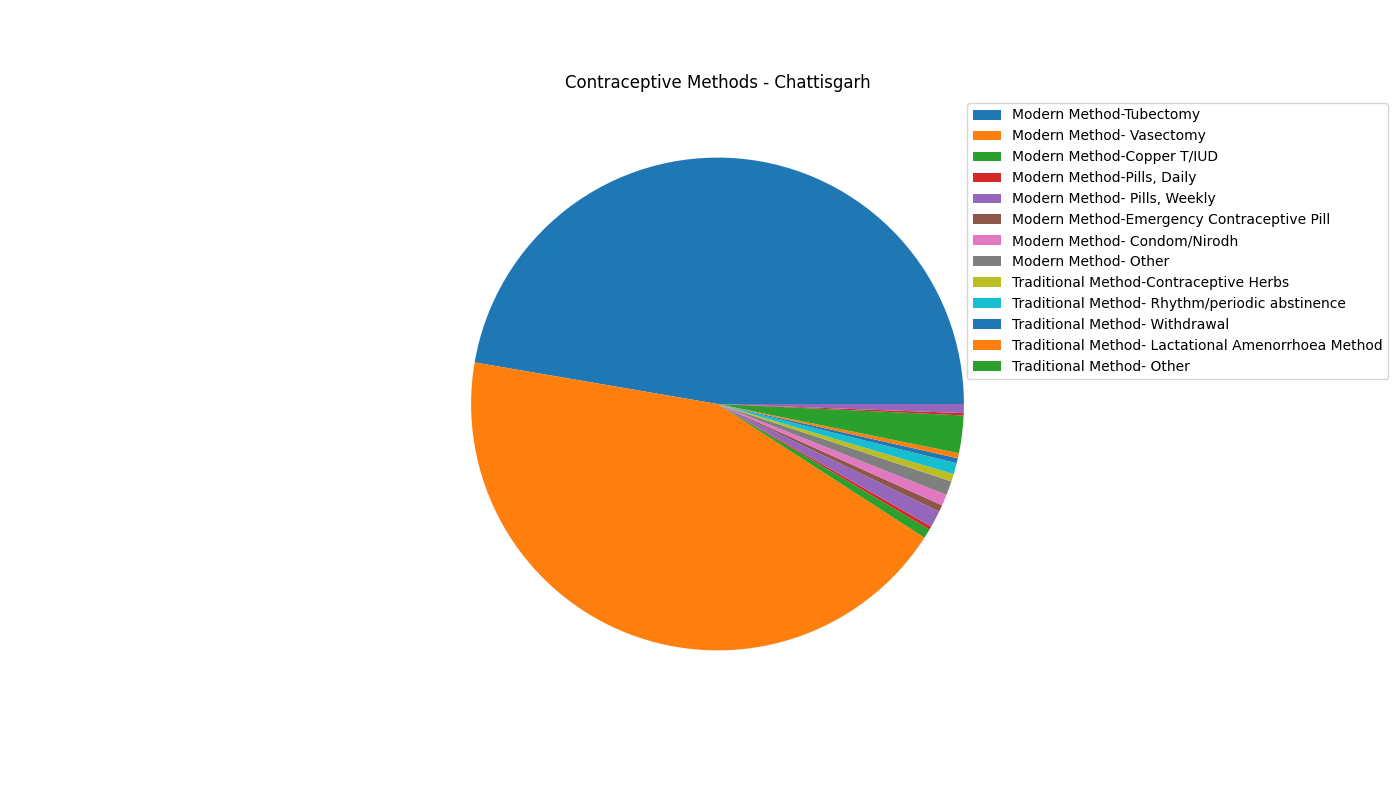 Contraceptive Methods - Chattisgarh
Modern Method-Tubectomy
Modern Method- Vasectomy
Modern Method-Copper T/IUD
Modern Method-Pills, Daily
Modern Method- Pills, Weekly
Modern Method-Emergency Contraceptive Pill
Modern Method- Condom/Nirodh
Modern Method- Other
Traditional Method-Contraceptive Herbs
Traditional Method- Rhythm/periodic abstinence
Traditional Method- Withdrawal
Traditional Method- Lactational Amenorrhoea Method
Traditional Method- Other